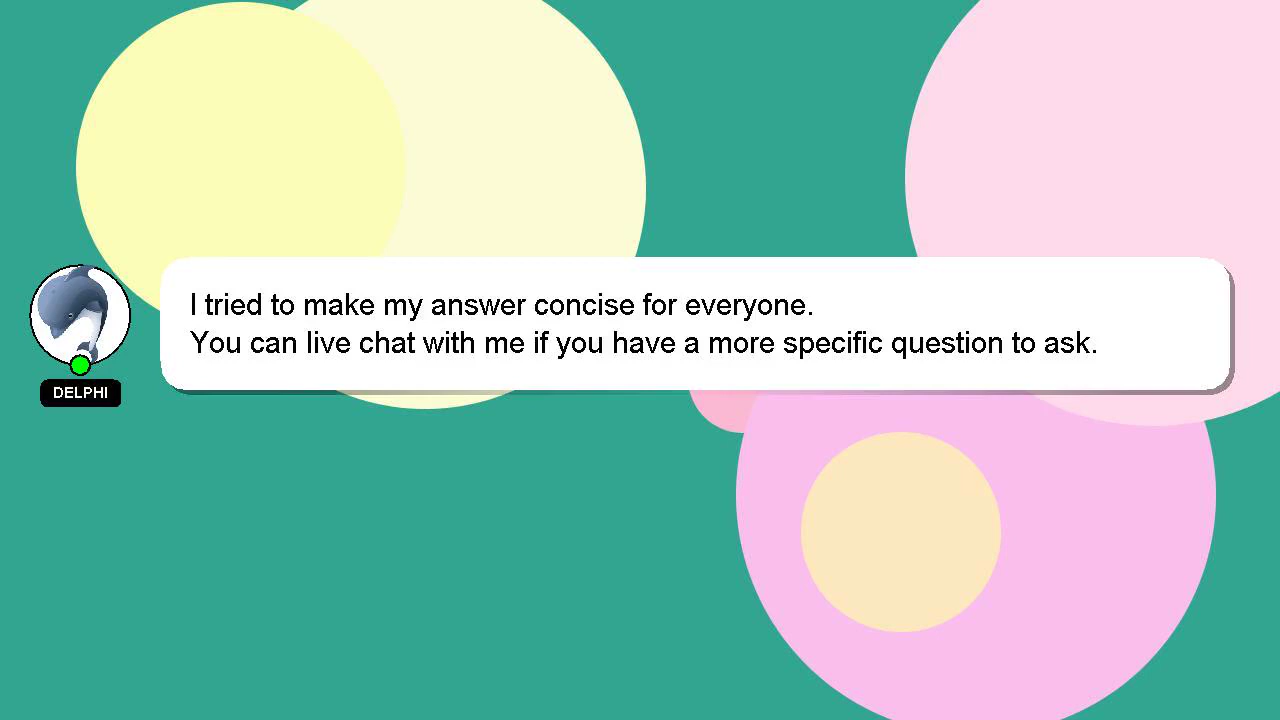 I tried to make my answer concise for everyone.
You can live chat with me if you have a more specific question to ask.
DELPHI